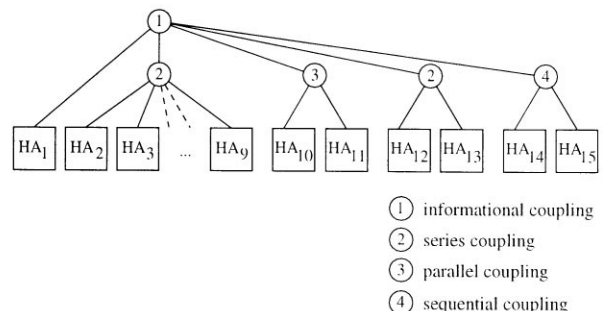 1
2 3 2 4
HA1 HA2 HA3 ... HA9 HA10 HA11 HA12 HA13 HA14 HA15
1 informational coupling
2 series coupling
3 parallel coupling
4 sequential coupling